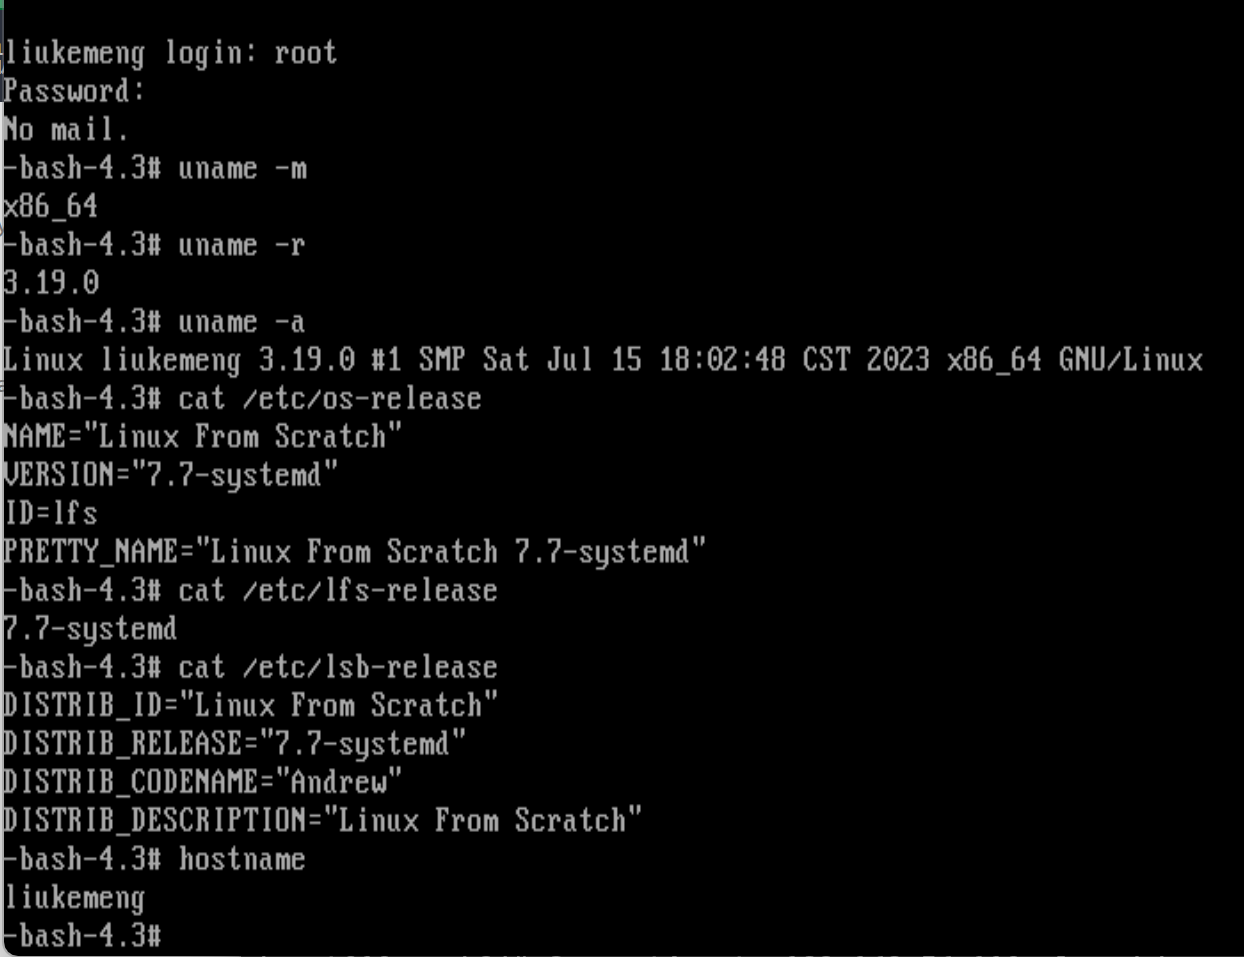 liukemeng login: root
Password:
No mail.
-bash-4.3# uname -m
x86_64
-bash-4.3# uname -r
3.19.0
-bash-4.3# uname -a
Linux liukemeng 3.19.0 #1 SMP Sat Jul 15 18:02:48 CST 2023 x86_64 GNU/Linux
-bash-4.3# cat /etc/os-release
NAME="Linux From Scratch"
VERSION="7.7-systemd"
ID=lfs
PRETTY_NAME="Linux From Scratch 7.7-systemd"
-bash-4.3# cat /etc/lfs-release
7.7-systemd
-bash-4.3# cat /etc/lsb-release
DISTRIB_ID="Linux From Scratch"
DISTRIB_RELEASE="7.7-systemd"
DISTRIB_CODENAME="Andrew"
DISTRIB_DESCRIPTION="Linux From Scratch"
-bash-4.3# hostname
liukemeng
-bash-4.3#